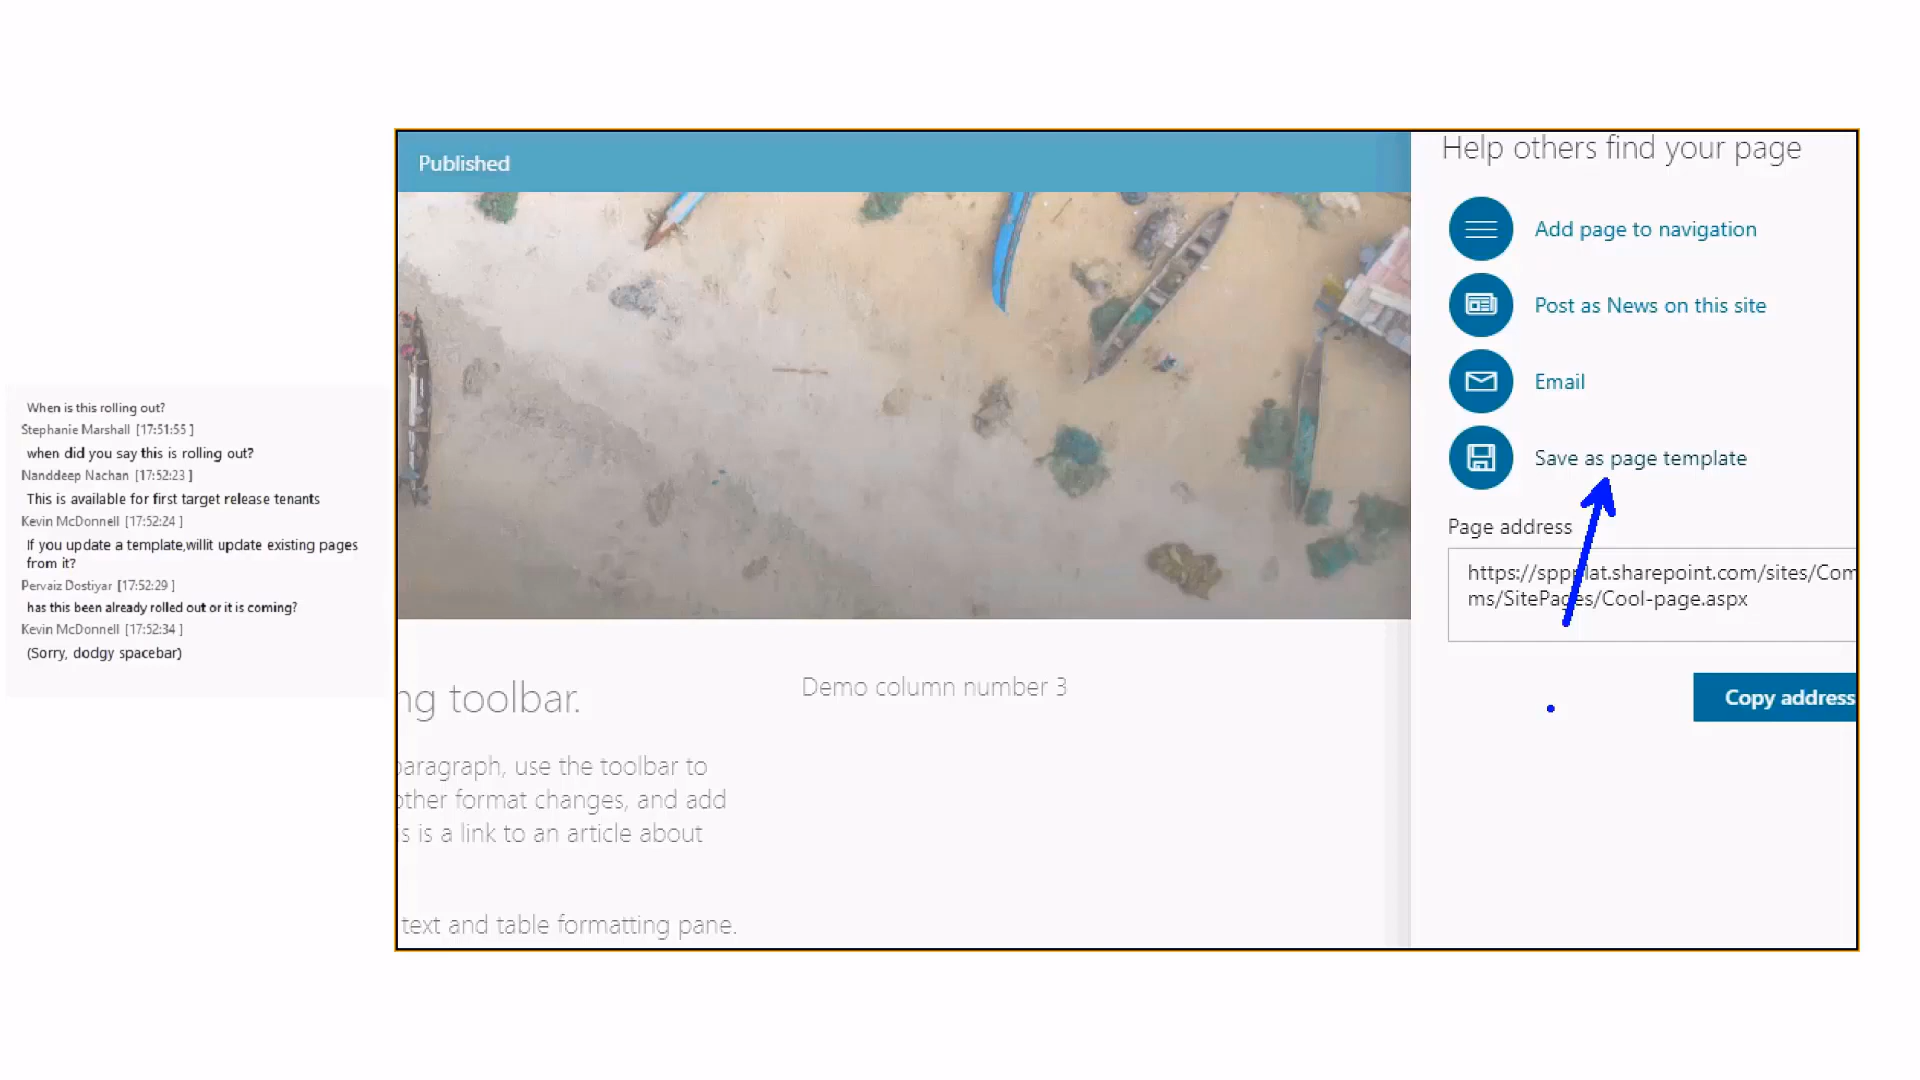 When is this rolling out?
Stephanie Marshall [17:51:55 ]
when did you say this is rolling out?
Nanddeep Nachan [17:52:23 ]
This is available for first target release tenants
Kevin McDonnell [17:52:24 ]
If you update a template,willit update existing pages
from it?
Pervaiz Dostiyar [17:52:29 ]
has this been already rolled out or it is coming?
Kevin McDonnell [17:52:34 ]
(Sorry, dodgy spacebar)
Published
ng toolbar.
paragraph, use the toolbar to
other format changes, and add
s is a link to an article about
text and table formatting pane.
Demo column number 3
Help others find your page
Add page to navigation
Post as News on this site
Email
Save as page template
Page address
https://sppplat.sharepoint.com/sites/Com
ms/SitePages/Cool-page.aspx
Copy address